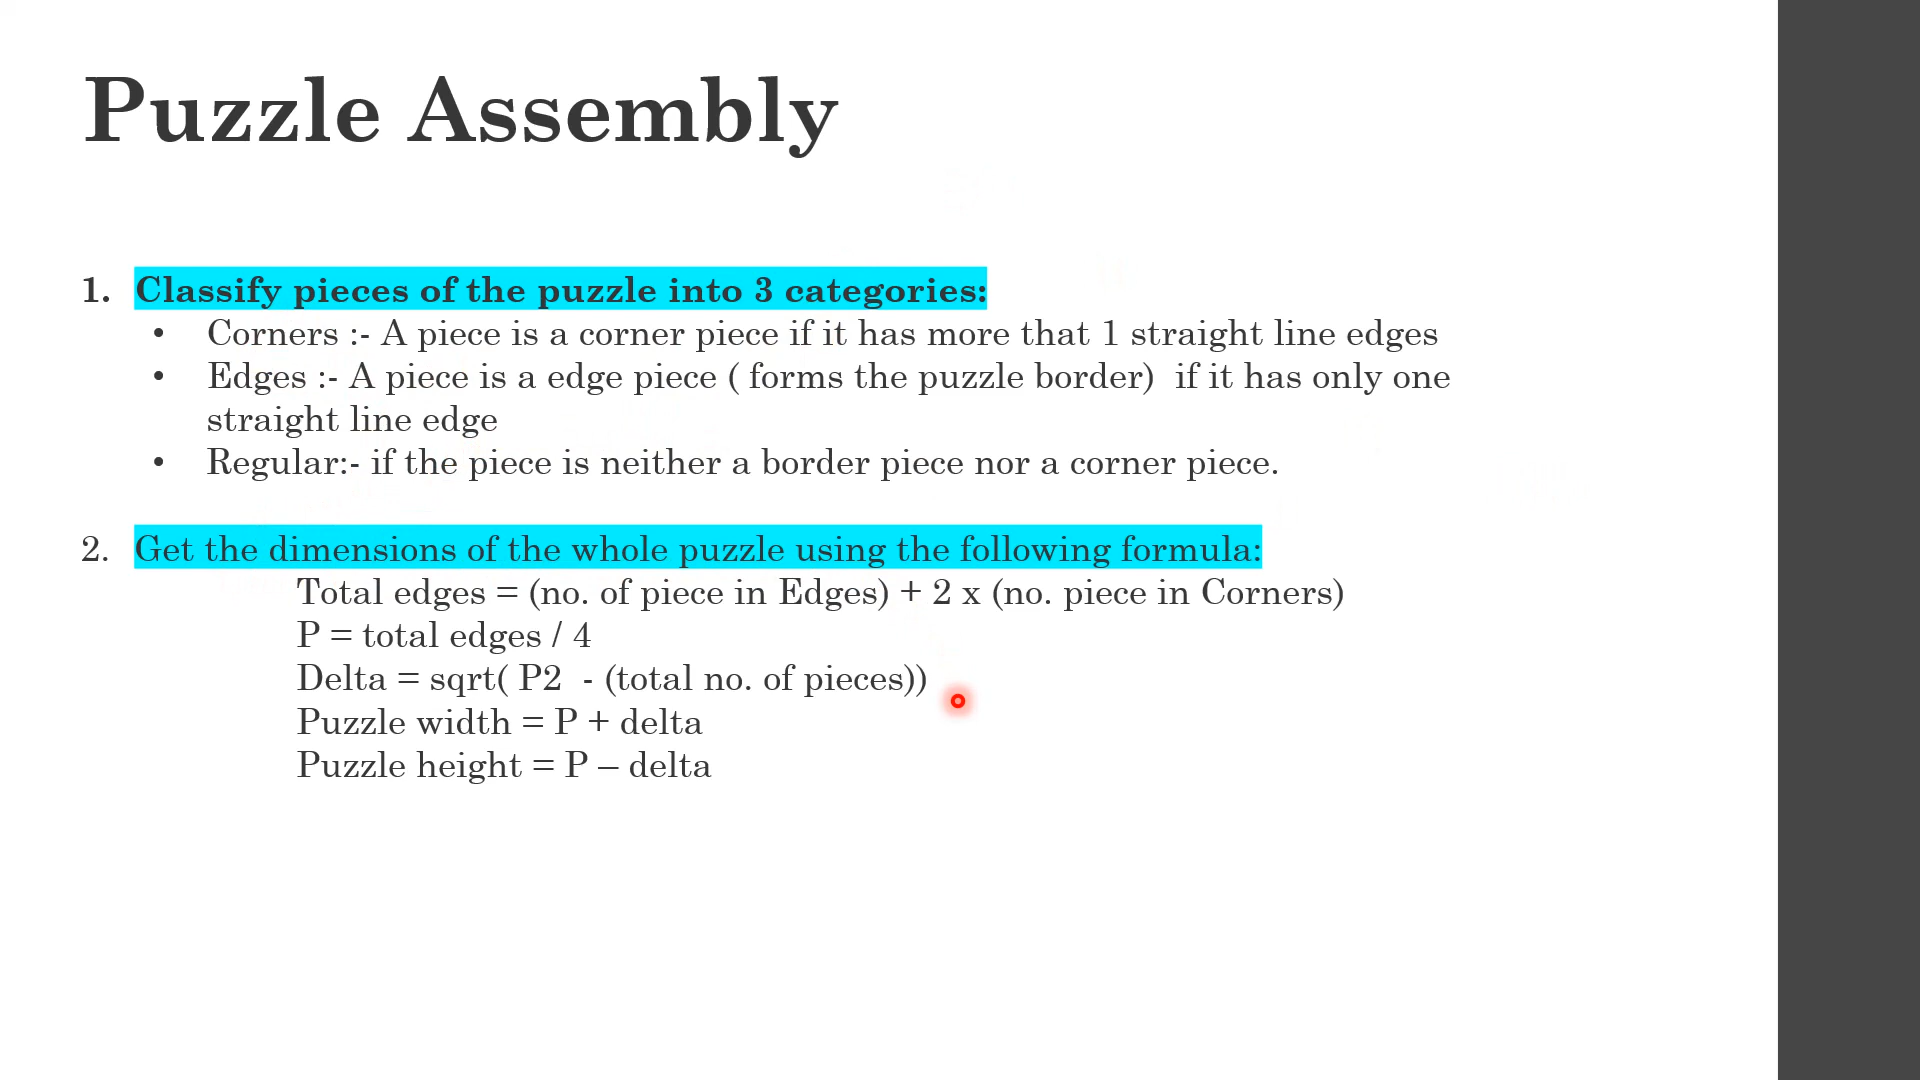 Puzzle Assembly
1. Classify pieces of the puzzle into 3 categories:
• Corners :- A piece is a corner piece if it has more that 1 straight line edges
• Edges :- A piece is a edge piece ( forms the puzzle border)  if it has only one
straight line edge
• Regular:- if the piece is neither a border piece nor a corner piece.
2. Get the dimensions of the whole puzzle using the following formula:
Total edges = (no. of piece in Edges) + 2 x (no. piece in Corners)
P = total edges / 4
Delta = sqrt( P2  - (total no. of pieces))
Puzzle width = P + delta
Puzzle height = P – delta